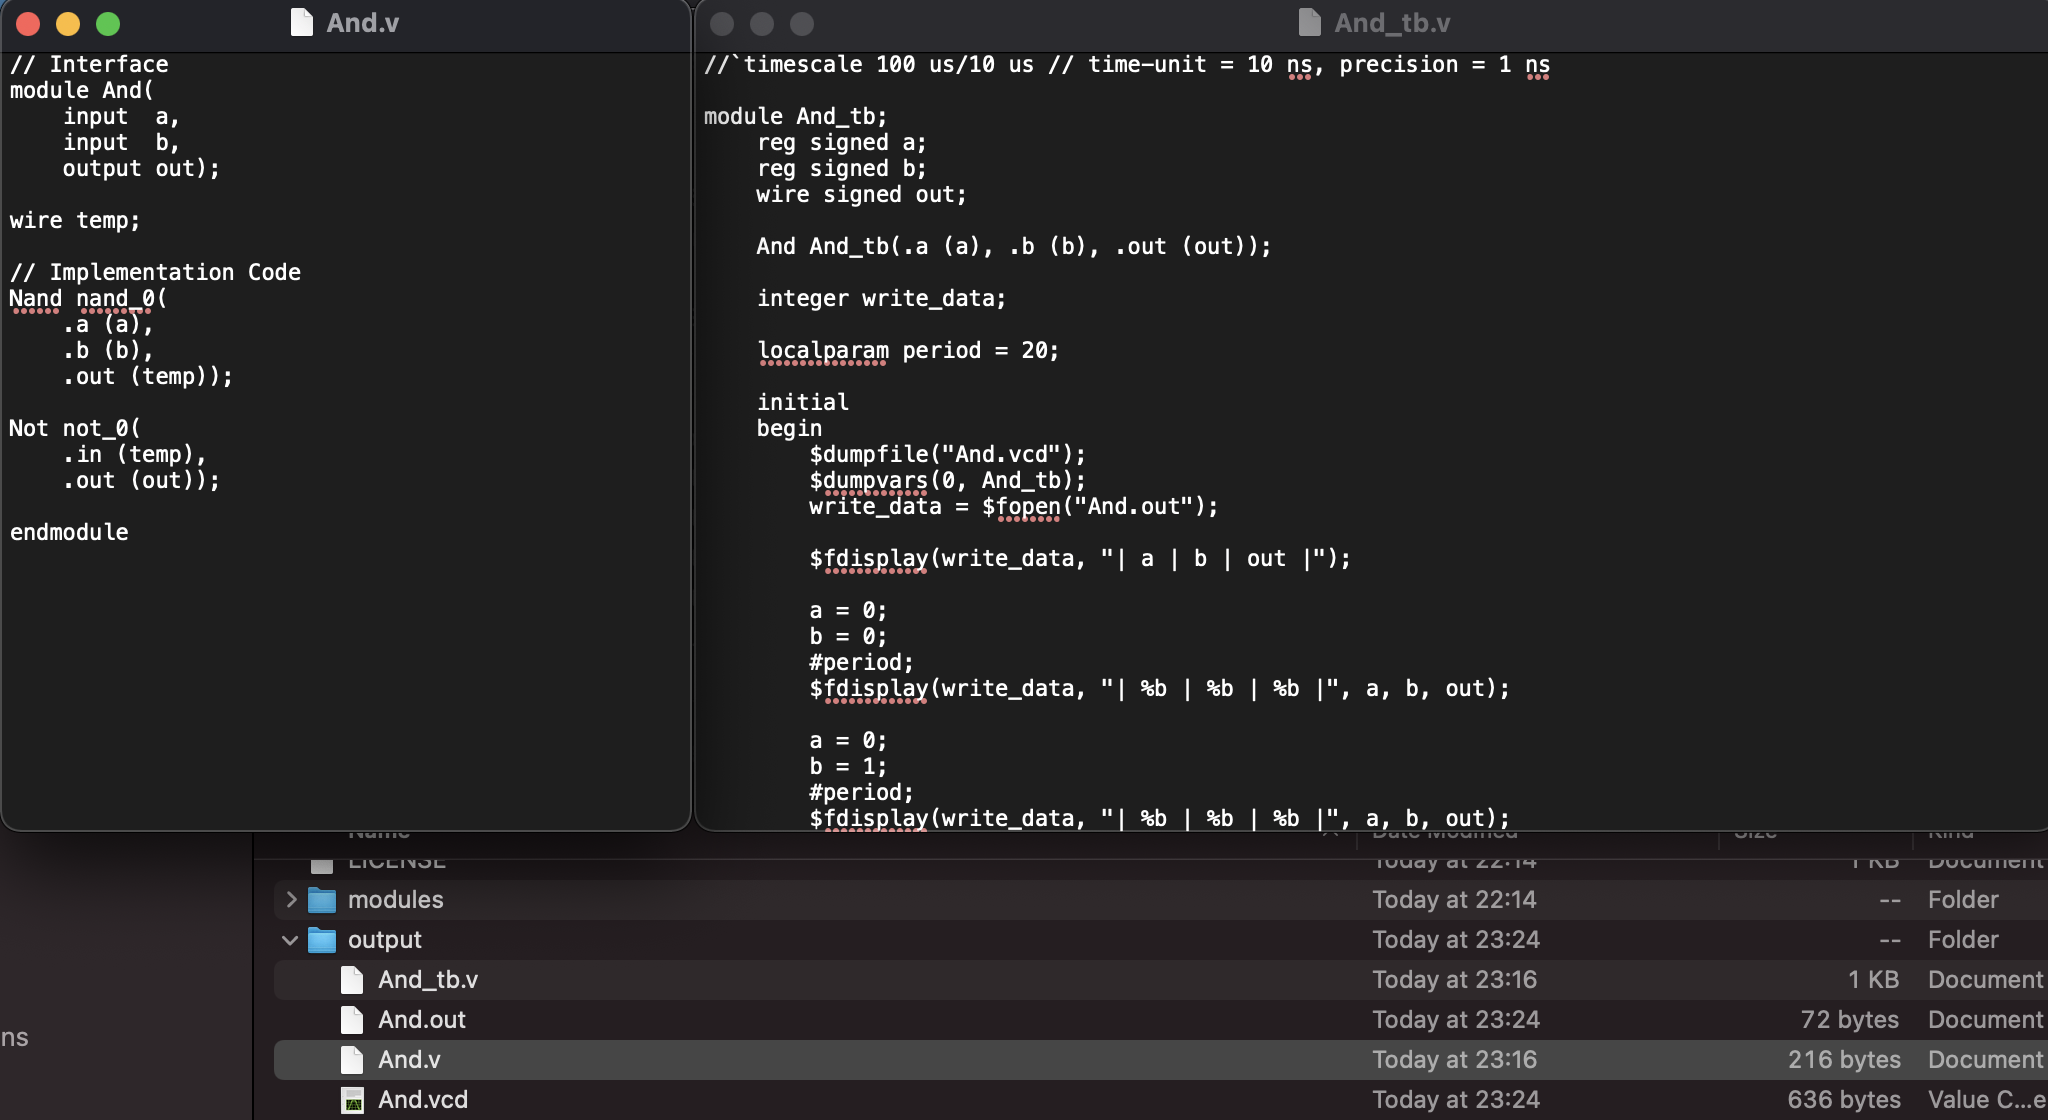 And.v
// Interface
module And(
    input  a,
    input  b,
    output out);
wire temp;
// Implementation Code
Nand nand_0(
    .a (a),
    .b (b),
    .out (temp));
Not not_0(
    .in (temp),
    .out (out));
endmodule
And_tb.v
//`timescale 100 us/10 us // time-unit = 10 ns, precision = 1 ns
module And_tb;
    reg signed a;
    reg signed b;
    wire signed out;
    And And_tb(.a (a), .b (b), .out (out));
    integer write_data;
    localparam period = 20;
    initial
    begin
        $dumpfile("And.vcd");
        $dumpvars(0, And_tb);
        write_data = $fopen("And.out");
        $fdisplay(write_data, "| a | b | out |");
        a = 0;
        b = 0;
        #period;
        $fdisplay(write_data, "| %b | %b | %b |", a, b, out);
        a = 0;
        b = 1;
        #period;
        $fdisplay(write_data, "| %b | %b | %b |", a, b, out);
Name Date Modified Size Kind
LICENSE Today at 22:14 1 KB Document
modules Today at 22:14 -- Folder
output Today at 23:24 -- Folder
And_tb.v Today at 23:16 1 KB Document
And.out Today at 23:24 72 bytes Document
And.v Today at 23:16 216 bytes Document
And.vcd Today at 23:24 636 bytes Value C...e
ns